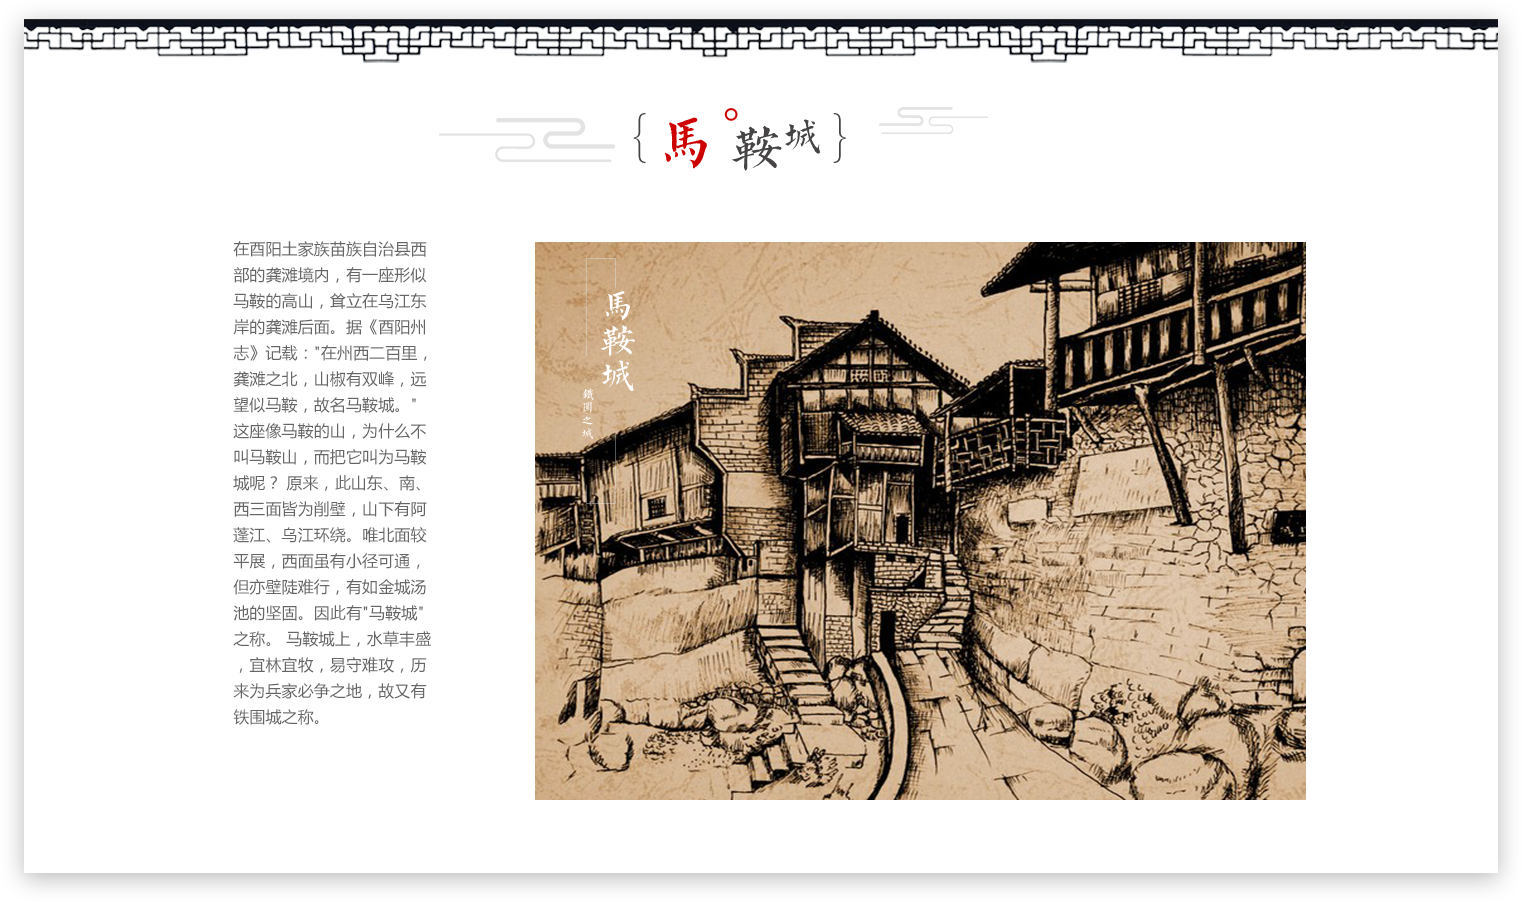 {馬鞍城}
在酉阳土家族苗族自治县西
部的龚滩境内，有一座形似
马鞍的高山，耸立在乌江东
岸的龚滩后面。据《酉阳州
志》记载："在州西二百里，
龚滩之北，山椒有双峰，远
望似马鞍，故名马鞍城。"
这座像马鞍的山，为什么不
叫马鞍山，而把它叫为马鞍
城呢？ 原来，此山东、南、
西三面皆为削壁，山下有阿
蓬江、乌江环绕。唯北面较
平展，西面虽有小径可通，
但亦壁陡难行，有如金城汤
池的坚固。因此有"马鞍城"
之称。 马鞍城上，水草丰盛
，宜林宜牧，易守难攻，历
来为兵家必争之地，故又有
铁围城之称。
馬鞍城
鐵围之城